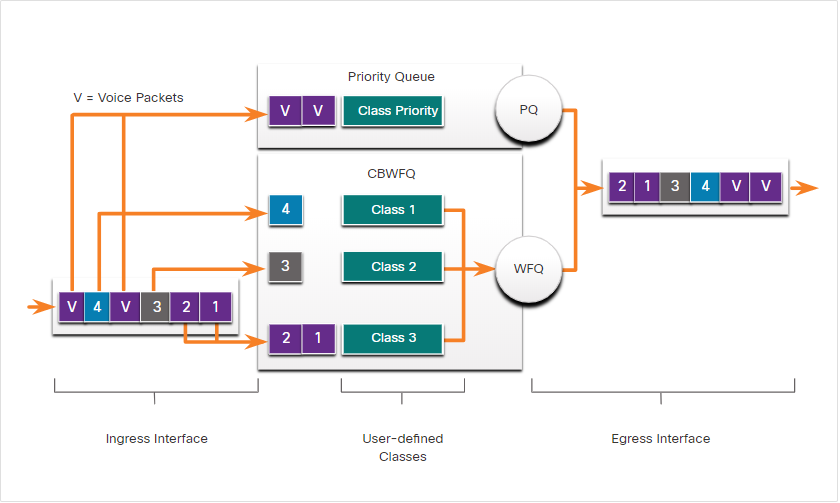 Priority Queue
V = Voice Packets
V V Class Priority
PQ
CBWFQ
4 Class 1
2 1 3 4 V V
3 Class 2
WFQ
V 4 V 3 2 1
2 1 Class 3
Ingress Interface
User-defined
Classes
Egress Interface